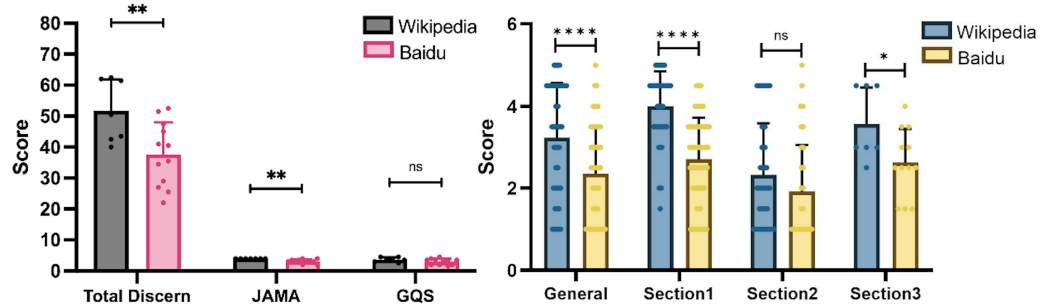 Score
80
70
60
50
40
30
20
10
0
**
**
ns
Wikipedia
Baidu
Total Discern
JAMA
GQS
Score
6
4
2
0
****
****
ns
*
Wikipedia
Baidu
General
Section1
Section2
Section3